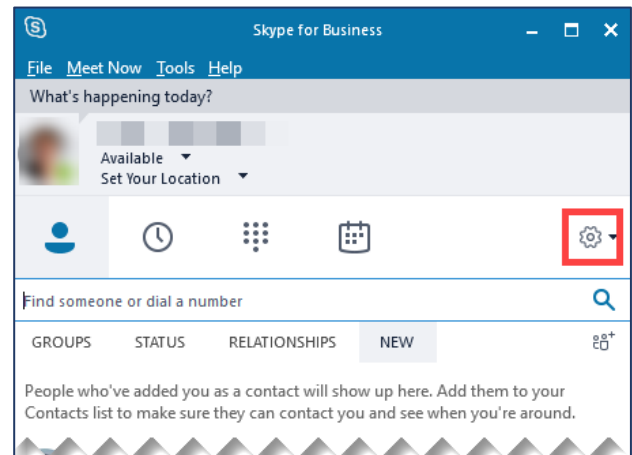 Skype for Business
File Meet Now Tools Help
What's happening today?
Available
Set Your Location
Find someone or dial a number
GROUPS STATUS RELATIONSHIPS NEW
People who've added you as a contact will show up here. Add them to your
Contacts list to make sure they can contact you and see when you're around.